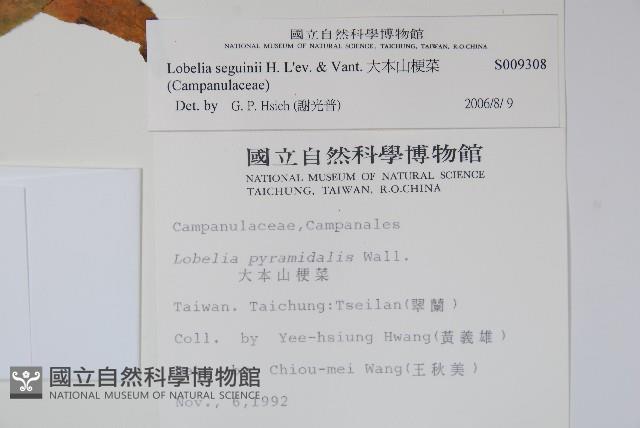 國立自然科學博物館
NATIONAL MUSEUM OF NATURAL SCIENCE, TAICHUNG, TAIWAN, R.O.CHINA
Lobelia seguinii H. L'ev. & Vant. 大本山梗菜 S009308
(Campanulaceae)
Det. by G. P. Hsieh (謝光普) 2006/8/ 9
國立自然科學博物館
NATIONAL MUSEUM OF NATURAL SCIENCE
TAICHUNG, TAIWAN, R.O.CHINA
Campanulaceae,Campanales
Lobelia pyramidalis Wall.
大本山梗菜
Taiwan. Taichung:Tseilan(翠蘭)
Coll. by Yee-hsiung Hwang(黃義雄)
Chiou-mei Wang(王秋美)
Nov., 6,1992
國立自然科學博物館
NATIONAL MUSEUM OF NATURAL SCIENCE